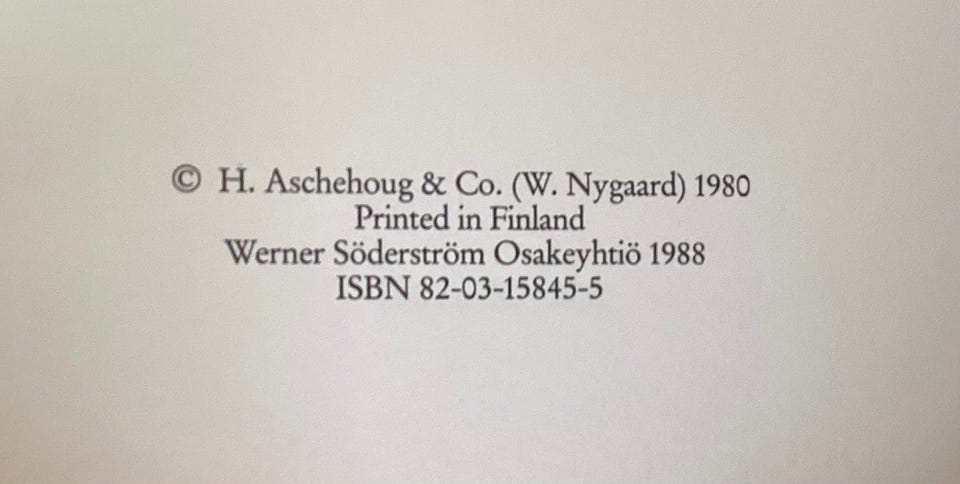 © H. Aschehoug & Co. (W. Nygaard) 1980
Printed in Finland
Werner Söderström Osakeyhtiö 1988
ISBN 82-03-15845-5